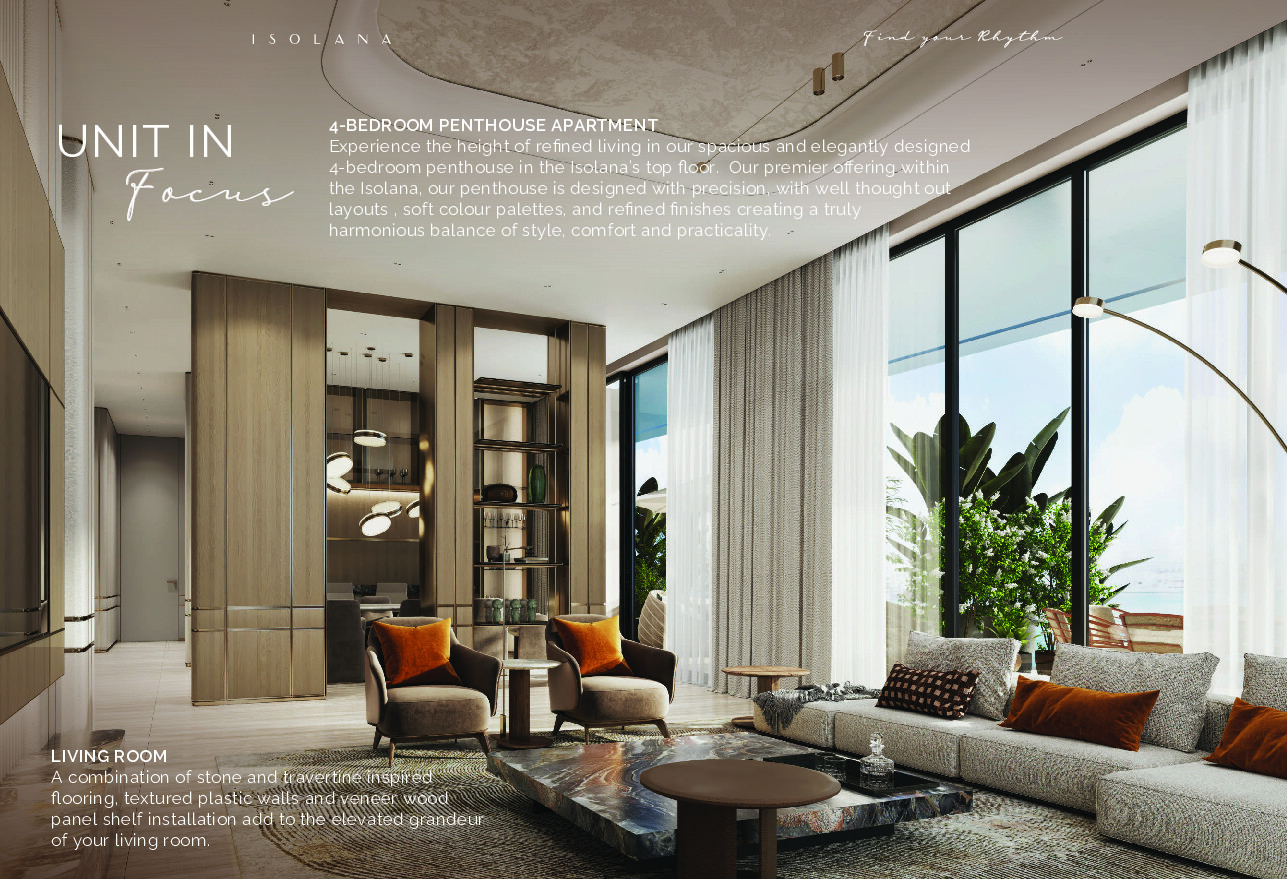 ISOLANA
Find your Rhythm
UNIT IN
Focus
4-BEDROOM PENTHOUSE APARTMENT
Experience the height of refined living in our spacious and elegantly designed
4-bedroom penthouse in the Isolana's top floor.  Our premier offering within
the Isolana, our penthouse is designed with precision, with well thought out
layouts , soft colour palettes, and refined finishes creating a truly
harmonious balance of style, comfort and practicality.
LIVING ROOM
A combination of stone and travertine inspired
flooring, textured plastic walls and veneer wood
panel shelf installation add to the elevated grandeur
of your living room.